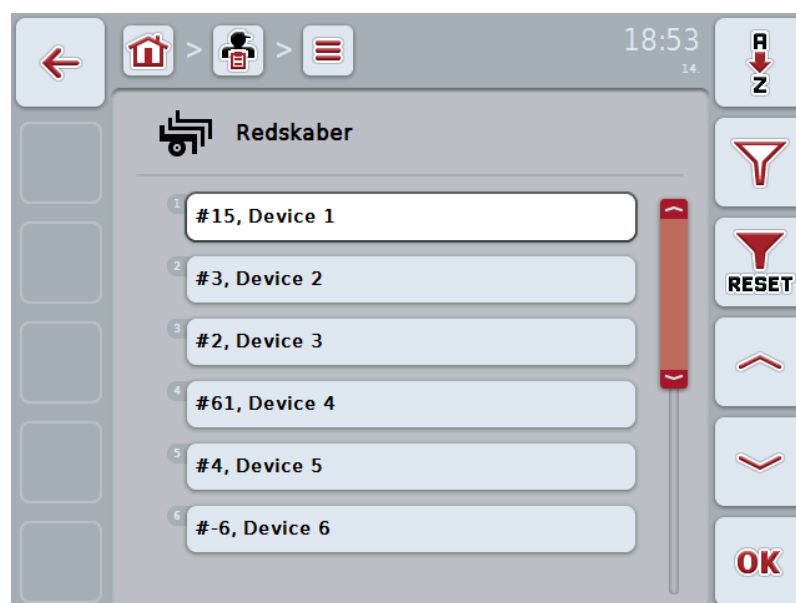 18:53
14.
A
Z
Redskaber
1
#15, Device 1
2
#3, Device 2
3
#2, Device 3
RESET
4
#61, Device 4
5
#4, Device 5
6
#-6, Device 6
OK